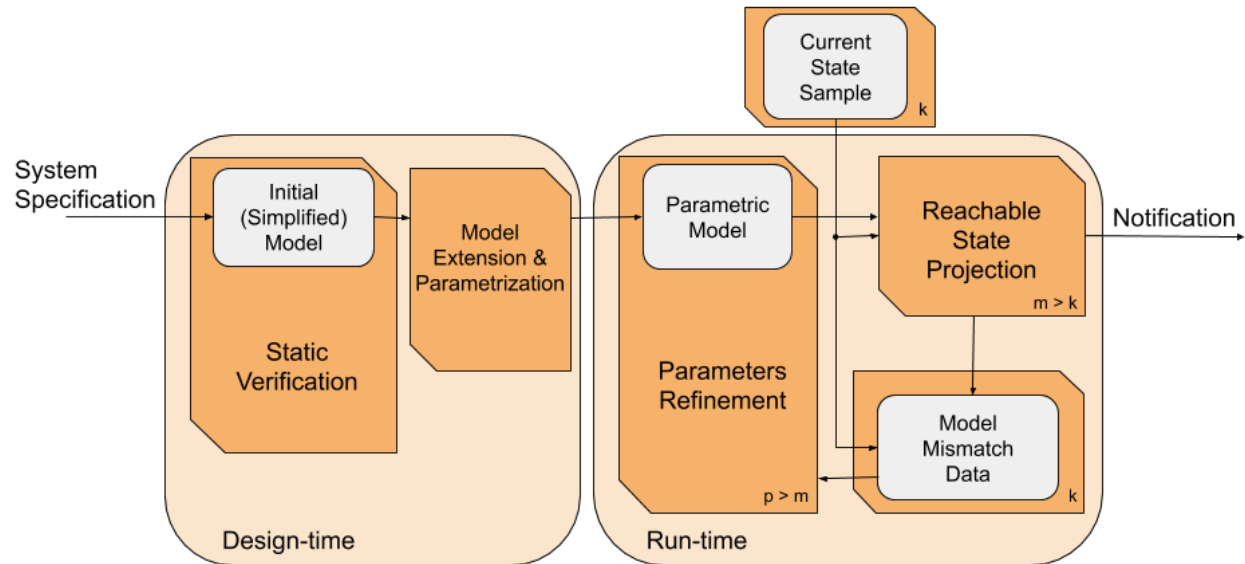 Current
State
Sample
k
System
Specification
Initial
(Simplified)
Model
Static
Verification
Model
Extension &
Parametrization
Design-time
Parametric
Model
Parameters
Refinement
p > m
Reachable
State
Projection
m > k
Notification
Model
Mismatch
Data
k
Run-time